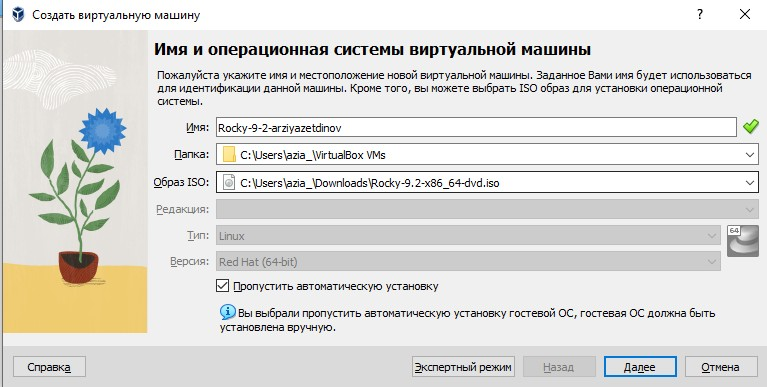 Создать виртуальную машину
?
Имя и операционная системы виртуальной машины
Пожалуйста укажите имя и местоположение новой виртуальной машины. Заданное Вами имя будет использоваться
для идентификации данной машины. Кроме того, вы можете выбрать ISO образ для установки операционной
системы.
Имя: Rocky-9-2-arziyazetdinov
Папка: C:\Users\azia_\VirtualBox VMs
Образ ISO: C:\Users\azia_\Downloads\Rocky-9.2-x86_64-dvd.iso
Редакция:
Тип: Linux 64
Версия: Red Hat (64-bit)
Пропустить автоматическую установку
Вы выбрали пропустить автоматическую установку гостевой ОС, гостевая ОС должна быть
установлена вручную.
Справка Экспертный режим Назад Далее Отмена